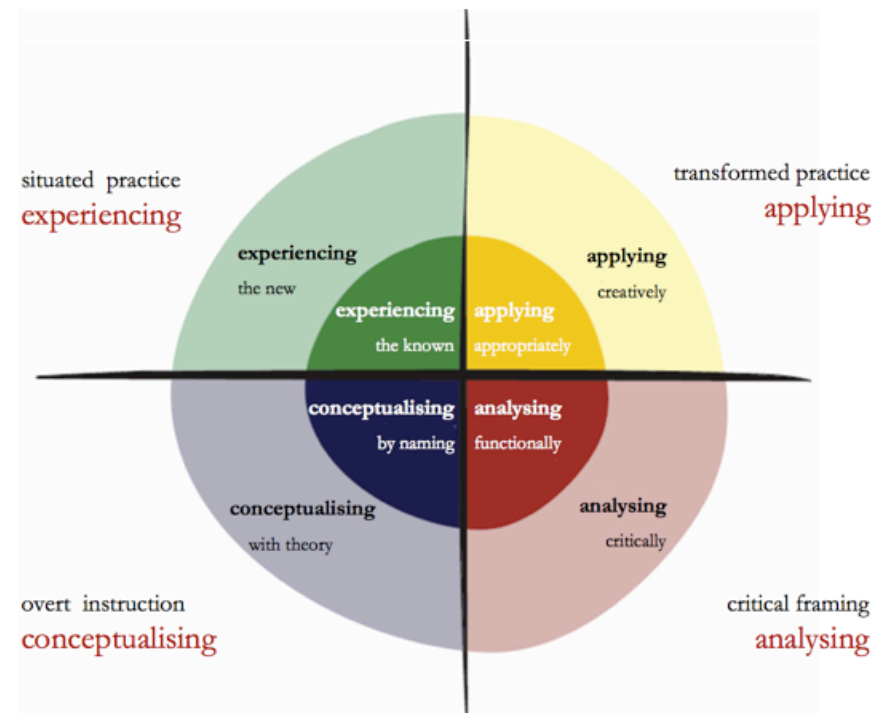 situated practice
experiencing
transformed practice
applying
experiencing
the new
applying
creatively
experiencing
the known
applying
appropriately
conceptualising
by naming
analysing
functionally
conceptualising
with theory
analysing
critically
overt instruction
conceptualising
critical framing
analysing